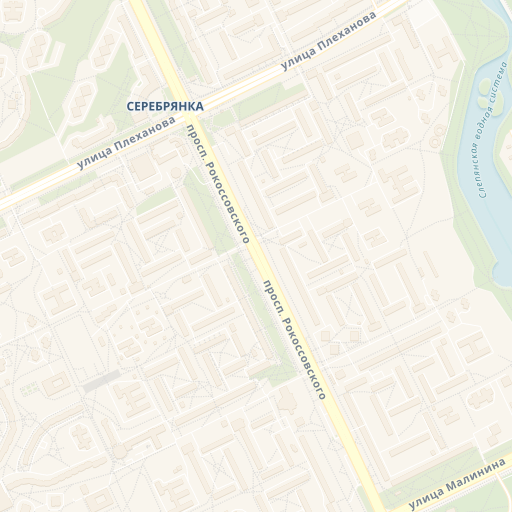 улица Плеханова
СЕРЕБРЯНКА
улица Плеханова
просп. Рокоссовского
Слепянская водная система
просп. Рокоссовского
улица Малинина